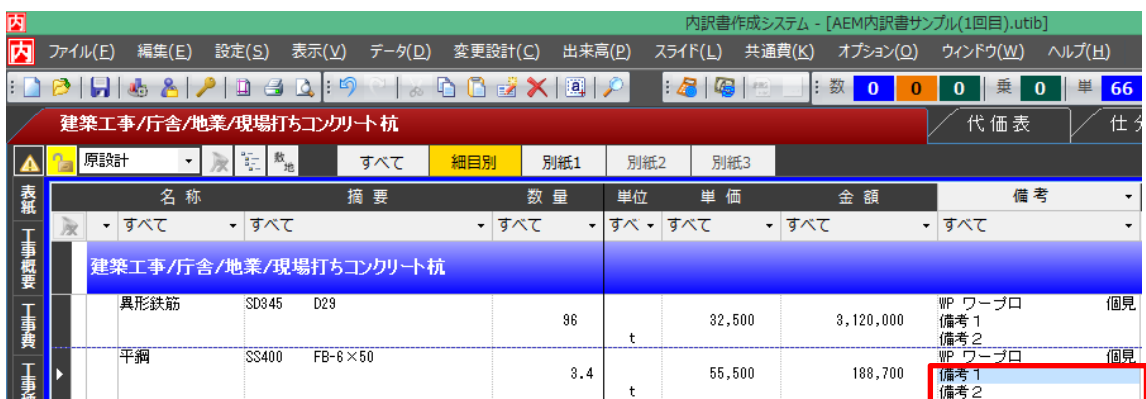 内 内訳書作成システム - [AEM内訳書サンプル(1回目).utib]
内 ファイル(F) 編集(E) 設定(S) 表示(V) データ(D) 変更設計(C) 出来高(P) スライド(L) 共通費(K) オプション(O) ウィンドウ(W) ヘルプ(H)
数 0 0 0 乗 0 単 66
建築工事/庁舎/地業/現場打ちコンクリート杭 代価表
原設計 敷地 すべて 細目別 別紙1 別紙2 別紙3
表紙
工事概要
工事費
名称 摘要 数量 単位 単価 金額 備考
すべて すべて すべて すべ すべて すべて すべて
建築工事/庁舎/地業/現場打ちコンクリート杭
異形鉄筋 SD345 D29 WP ワープロ 個見
96 32,500 3,120,000 備考1
t 備考2
平鋼 SS400 FB-6×50 WP ワープロ 個見
3.4 55,500 188,700 備考1
t 備考2